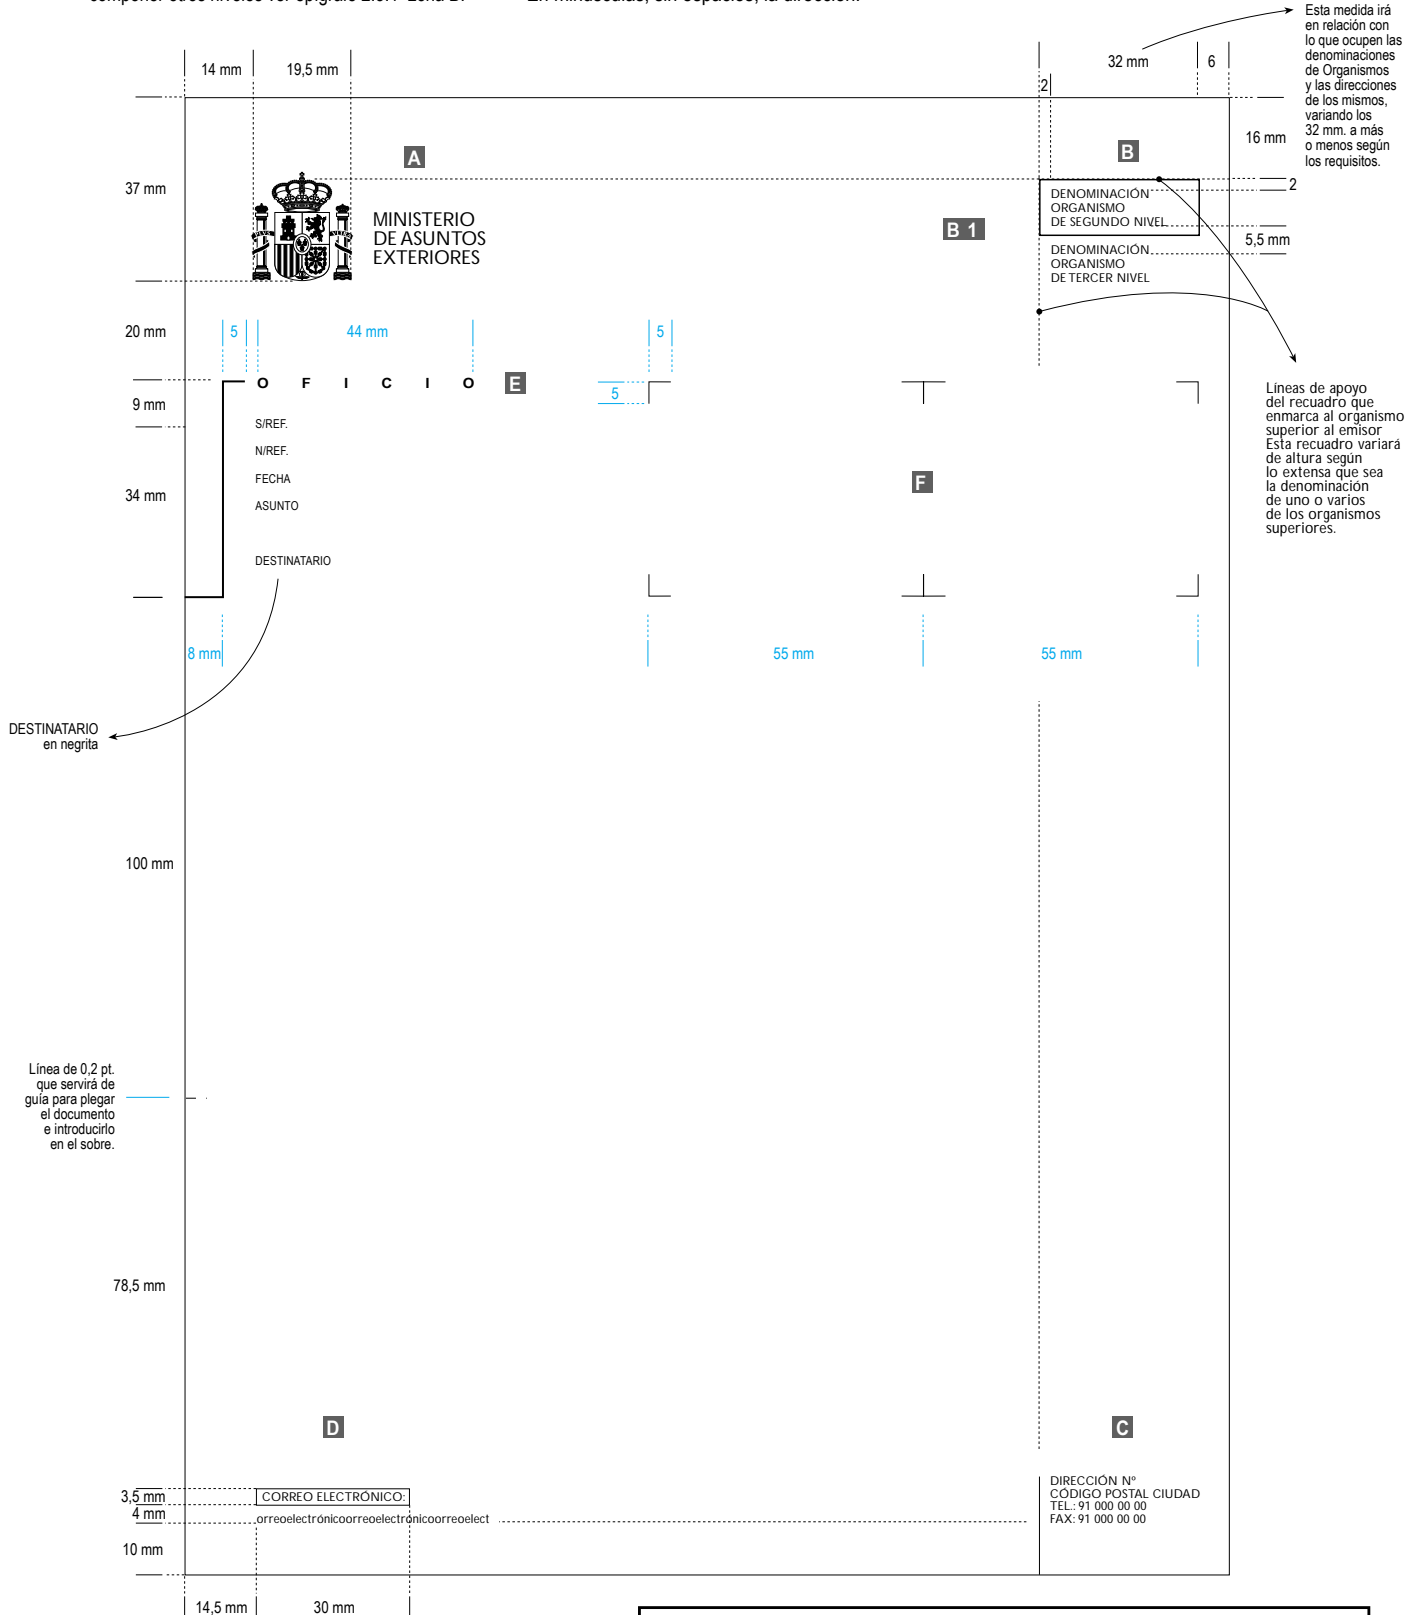 14 mm
19,5 mm
32 mm
6
2
Esta medida irá
en relación con
lo que ocupen las
denominaciones
de Organismos
y las direcciones
de los mismos,
variando los
32 mm. a más
o menos según
los requisitos.
37 mm
A
B
16 mm
2
PLUS
VLTRA
MINISTERIO
DE ASUNTOS
EXTERIORES
B 1
DENOMINACIÓN
ORGANISMO
DE SEGUNDO NIVEL
5,5 mm
DENOMINACIÓN
ORGANISMO
DE TERCER NIVEL
20 mm
5
44 mm
5
O F I C I O
E
5
9 mm
S/REF.
N/REF.
FECHA
ASUNTO
DESTINATARIO
34 mm
F
Líneas de apoyo
del recuadro que
enmarca al organismo
superior al emisor
Esta recuadro variará
de altura según
lo extensa que sea
la denominación
de uno o varios
de los organismos
superiores.
8 mm
55 mm
55 mm
DESTINATARIO
en negrita
100 mm
Línea de 0,2 pt.
que servirá de
guía para plegar
el documento
e introducirlo
en el sobre.
78,5 mm
D
C
3,5 mm
CORREO ELECTRÓNICO:
4 mm
orreoelectrónicoorreoelectrónicoorreoelect
10 mm
DIRECCIÓN Nº
CÓDIGO POSTAL CIUDAD
TEL.: 91 000 00 00
FAX: 91 000 00 00
14,5 mm
30 mm